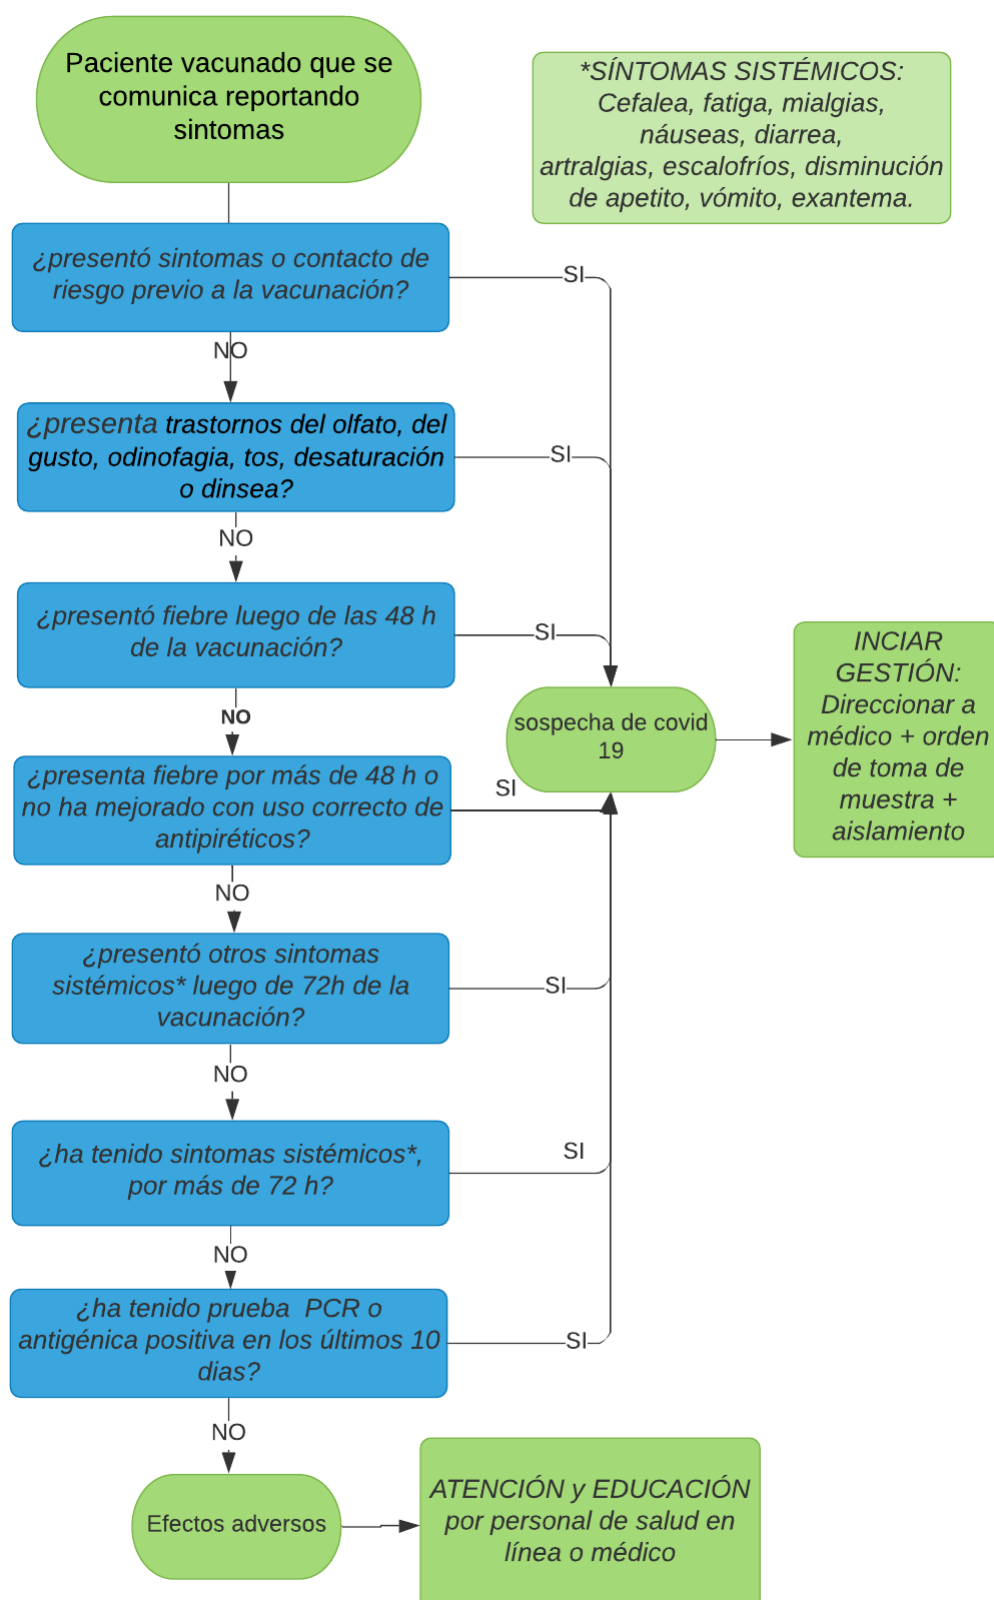 Paciente vacunado que se
comunica reportando
sintomas
*SÍNTOMAS SISTÉMICOS:
Cefalea, fatiga, mialgias,
náuseas, diarrea,
artralgias, escalofríos, disminución
de apetito, vómito, exantema.
¿presentó sintomas o contacto de
riesgo previo a la vacunación?
SI
NO
¿presenta trastornos del olfato, del
gusto, odinofagia, tos, desaturación
o dinsea?
SI
NO
¿presentó fiebre luego de las 48 h
de la vacunación?
SI
NO
sospecha de covid
19
INCIAR
GESTIÓN:
Direccionar a
médico + orden
de toma de
muestra +
aislamiento
¿presenta fiebre por más de 48 h o
no ha mejorado con uso correcto de
antipiréticos?
SI
NO
¿presentó otros sintomas
sistémicos* luego de 72h de la
vacunación?
SI
NO
¿ha tenido sintomas sistémicos*,
por más de 72 h?
SI
NO
¿ha tenido prueba  PCR o
antigénica positiva en los últimos 10
dias?
SI
NO
Efectos adversos
ATENCIÓN y EDUCACIÓN
por personal de salud en
línea o médico